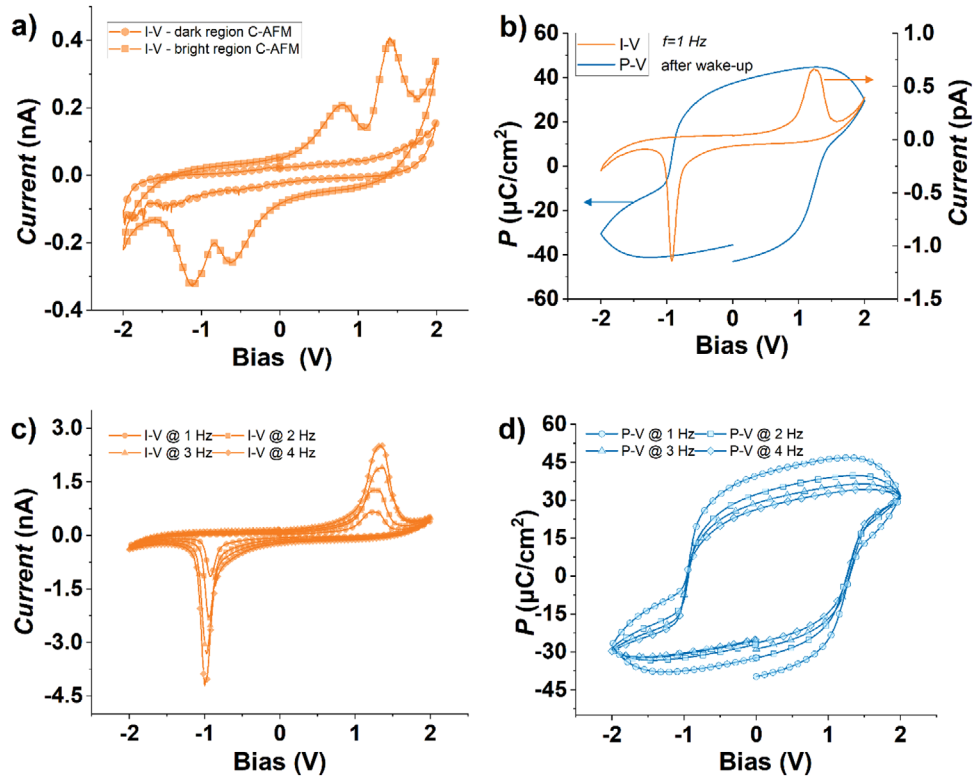 a)
I-V - dark region C-AFM
I-V - bright region C-AFM
Current (nA)
0.4
0.2
0.0
-0.2
-0.4
-2
-1
0
1
2
Bias (V)
b)
I-V
P-V
f=1 Hz
after wake-up
P (µC/cm²)
60
40
20
0
-20
-40
-60
1.0
0.5
0.0
-0.5
-1.0
-1.5
Current (pA)
-2
-1
0
1
2
Bias (V)
c)
I-V @ 1 Hz
I-V @ 2 Hz
I-V @ 3 Hz
I-V @ 4 Hz
Current (nA)
3.0
1.5
0.0
-1.5
-3.0
-4.5
-2
-1
0
1
2
Bias (V)
d)
P-V @ 1 Hz
P-V @ 2 Hz
P-V @ 3 Hz
P-V @ 4 Hz
P (µC/cm²)
60
45
30
15
0
-15
-30
-45
-2
-1
0
1
2
Bias (V)